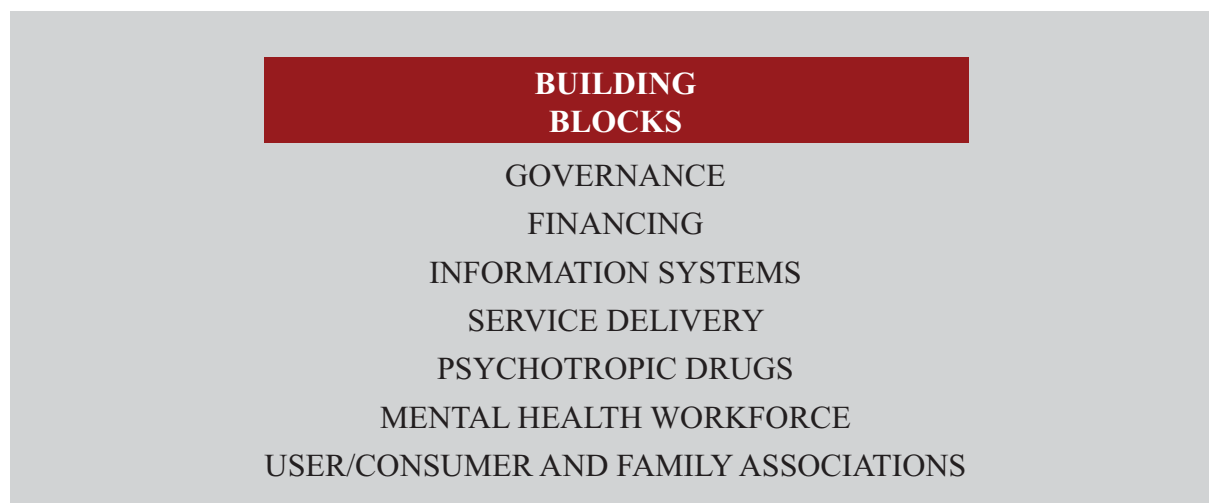 BUILDING
BLOCKS
GOVERNANCE
FINANCING
INFORMATION SYSTEMS
SERVICE DELIVERY
PSYCHOTROPIC DRUGS
MENTAL HEALTH WORKFORCE
USER/CONSUMER AND FAMILY ASSOCIATIONS